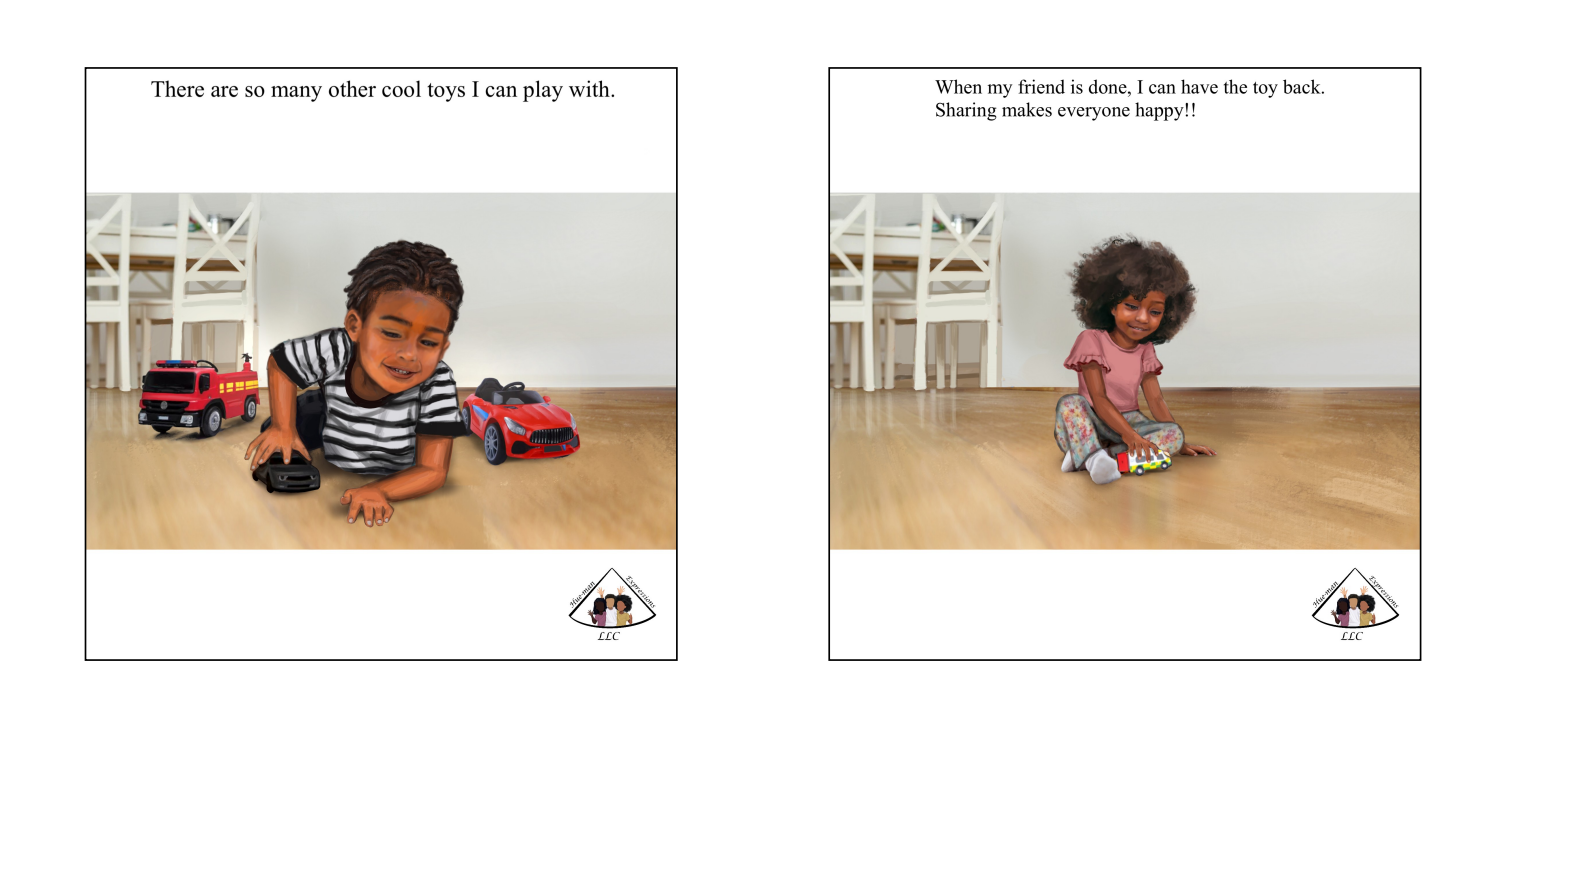 There are so many other cool toys I can play with.
When my friend is done, I can have the toy back.
Sharing makes everyone happy!!
Hue-man Expressions
LLC
Hue-man Expressions
LLC